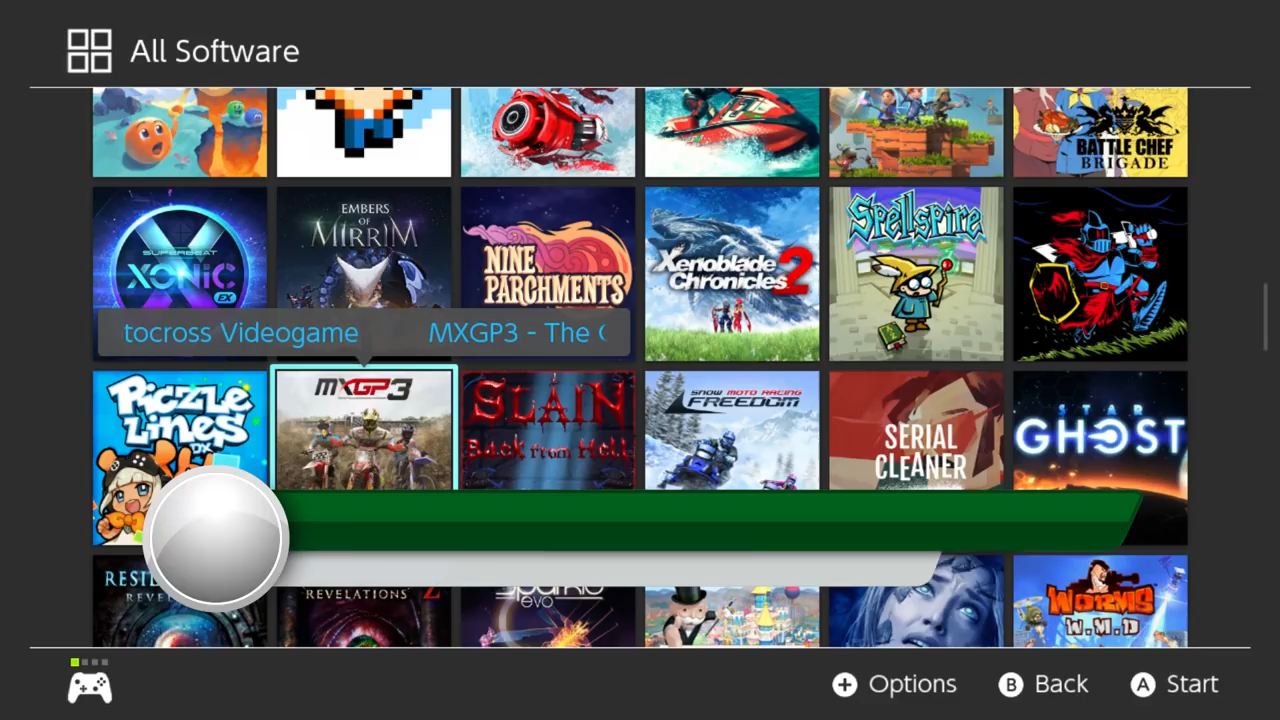 All Software
BATTLE CHEF
BRIGADE
SUPERBEAT
XONiC
EX
EMBERS
OF
MIRRIM
NINE
PARCHMENTS
Xenoblade
Chronicles 2
Spellspire
tocross Videogame MXGP3 - The
Piczle
Lines
DX
MXGP3
SLAIN
Back from Hell
SNOW MOTO RACING
FREEDOM
SERIAL
CLEANER
STAR
GHOST
REVELATIONS 2
evo
WORMS
W.M.D
+ Options
B Back
A Start